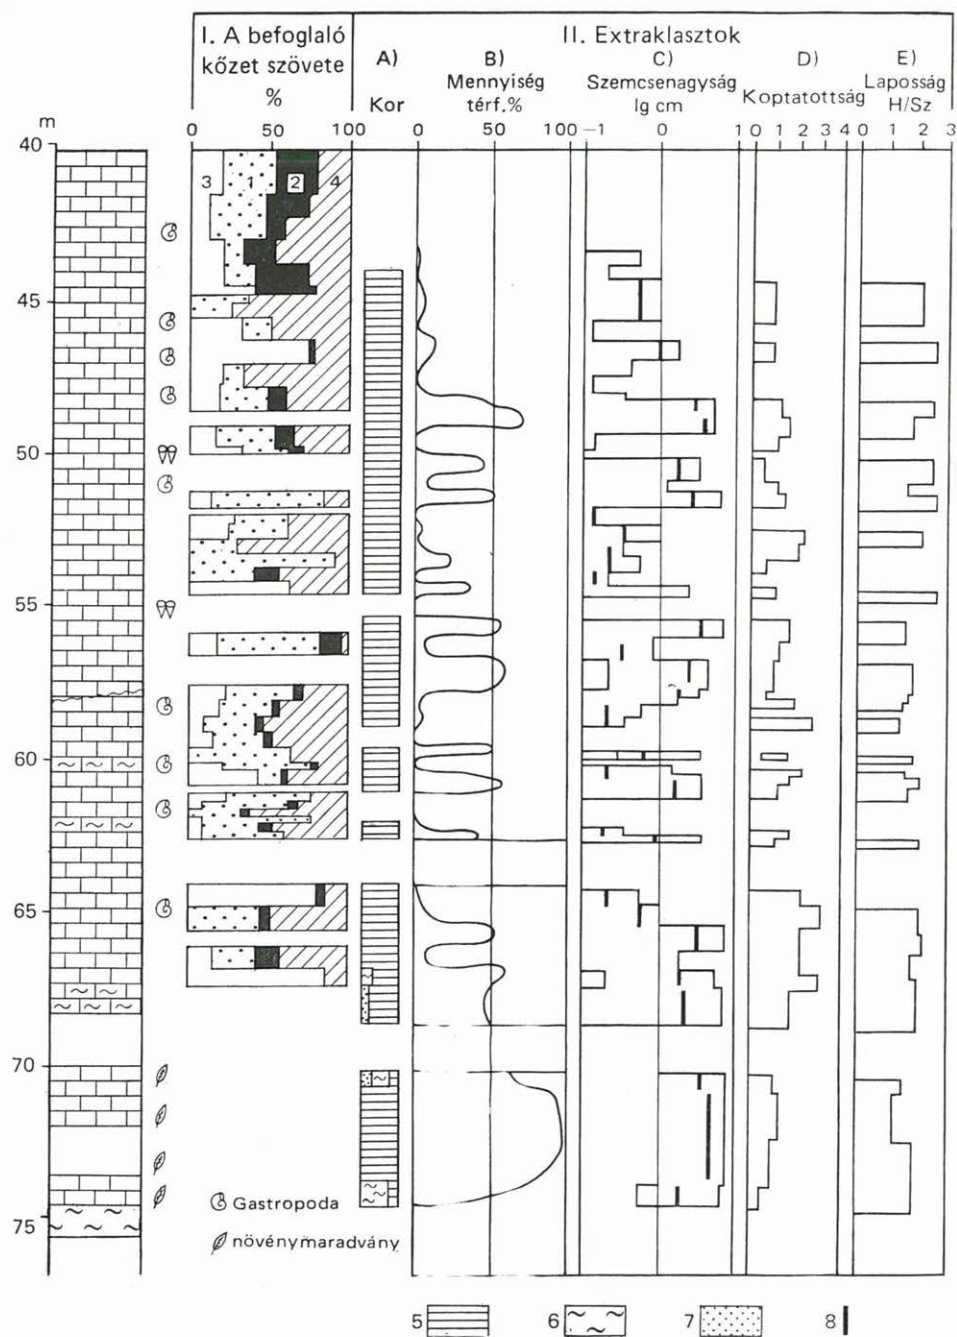 I. A befoglaló
kőzet szövete
%
II. Extraklasztok
A)
Kor
B)
Mennyiség
térf.%
C)
Szemcsenagyság
lg cm
D)
Koptatottság
E)
Laposság
H/Sz
m
0 50 100 0 50 100 −1 0 1 0 1 2 3 4 0 1 2 3
40
3 1 2 4
45
50
55
60
65
70
75
Gastropoda
növénymaradvány
5 6 7 8